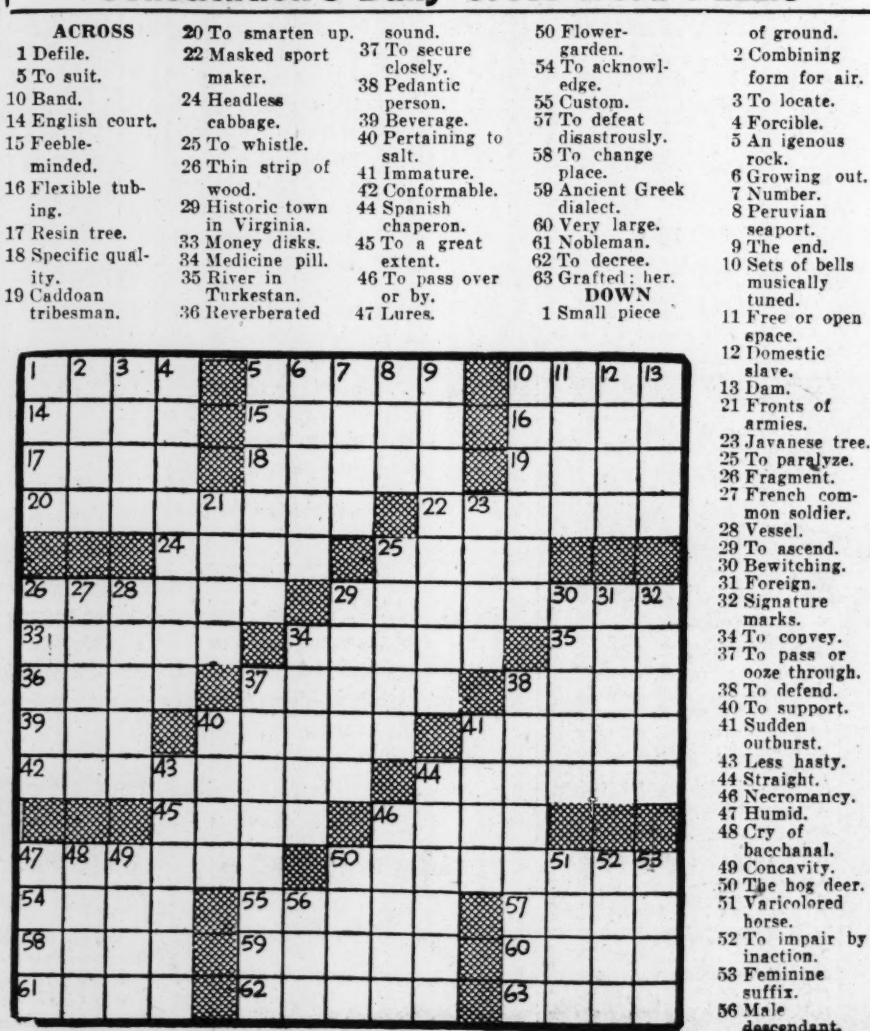 ACROSS
1 Defile.
5 To suit.
10 Band.
14 English court.
15 Feeble-
minded.
16 Flexible tub-
ing.
17 Resin tree.
18 Specific qual-
ity.
19 Caddoan
tribesman.
20 To smarten up.
22 Masked sport
maker.
24 Headless
cabbage.
25 To whistle.
26 Thin strip of
wood.
29 Historic town
in Virginia.
33 Money disks.
34 Medicine pill.
35 River in
Turkestan.
36 Reverberated
sound.
37 To secure
closely.
38 Pedantic
person.
39 Beverage.
40 Pertaining to
salt.
41 Immature.
42 Conformable.
44 Spanish
chaperon.
45 To a great
extent.
46 To pass over
or by.
47 Lures.
50 Flower-
garden.
54 To acknowl-
edge.
55 Custom.
57 To defeat
disastrously.
58 To change
place.
59 Ancient Greek
dialect.
60 Very large.
61 Nobleman.
62 To decree.
63 Grafted: her.
DOWN
1 Small piece
of ground.
2 Combining
form for air.
3 To locate.
4 Forcible.
5 An igenous
rock.
6 Growing out.
7 Number.
8 Peruvian
seaport.
9 The end.
10 Sets of bells
musically
tuned.
11 Free or open
space.
12 Domestic
slave.
13 Dam.
21 Fronts of
armies.
23 Javanese tree.
25 To paralyze.
26 Fragment.
27 French com-
mon soldier.
28 Vessel.
29 To ascend.
30 Bewitching.
31 Foreign.
32 Signature
marks.
34 To convey.
37 To pass or
ooze through.
38 To defend.
40 To support.
41 Sudden
outburst.
43 Less hasty.
44 Straight.
46 Necromancy.
47 Humid.
48 Cry of
bacchanal.
49 Concavity.
50 The hog deer.
51 Varicolored
horse.
52 To impair by
inaction.
53 Feminine
suffix.
56 Male
descendant.
1 2 3 4 5 6 7 8 9 10 11 12 13
14 15 16
17 18 19
20 21 22 23
24 25
26 27 28 29 30 31 32
33 34 35
36 37 38
39 40 41
42 43 44
45 46
47 48 49 50 51 52 53
54 55 56 57
58 59 60
61 62 63